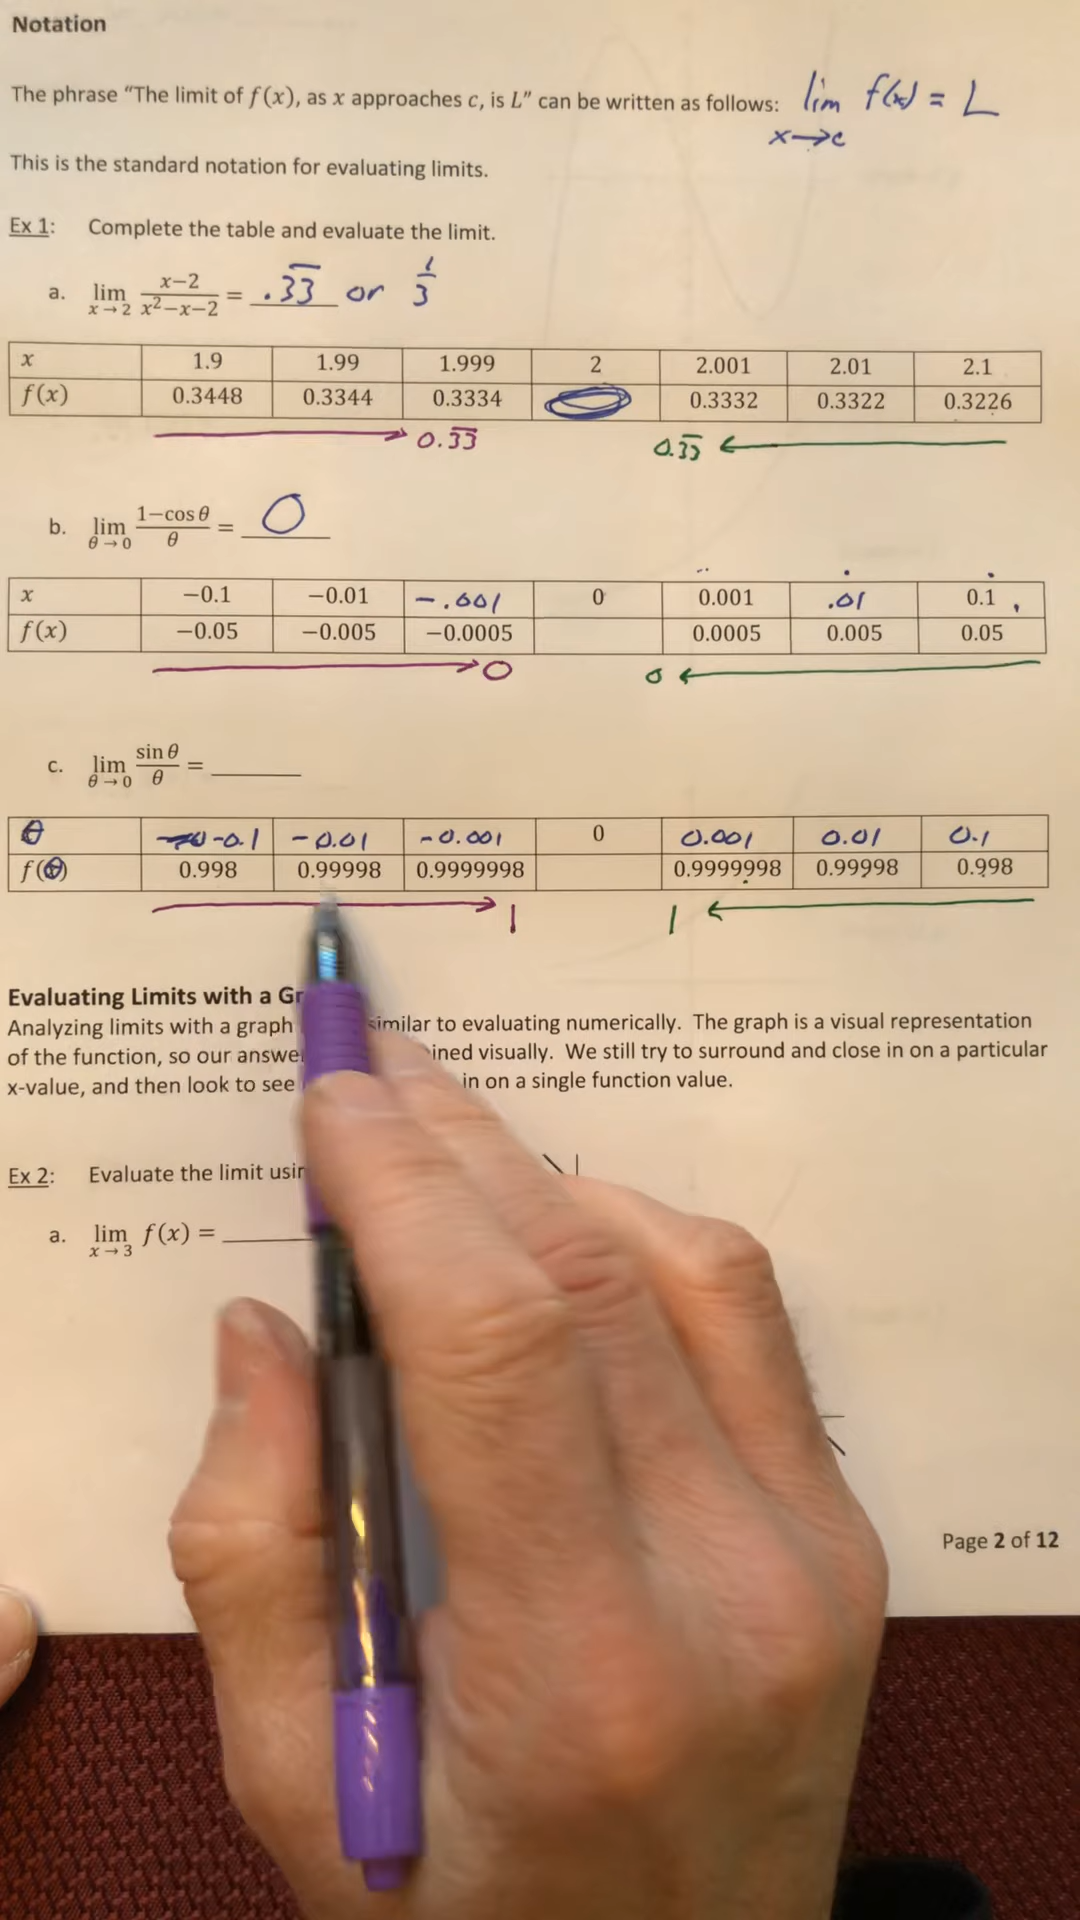 Notation
The phrase “The limit of f(x), as x approaches c, is L” can be written as follows: lim x→c f(x) = L
This is the standard notation for evaluating limits.
Ex 1: Complete the table and evaluate the limit.
a. lim x→2 x−2 / x²−x−2 = .3̅3̅ or 1/3
x 1.9 1.99 1.999 2 2.001 2.01 2.1
f(x) 0.3448 0.3344 0.3334 0.3332 0.3322 0.3226
→ 0.3̅3̅ 0.3̅3̅ ←
b. lim θ→0 1−cos θ / θ = 0
x −0.1 −0.01 −.001 0 0.001 .01 0.1
f(x) −0.05 −0.005 −0.0005 0.0005 0.005 0.05
→ 0 0 ←
c. lim θ→0 sin θ / θ = ____
θ -0.1 -0.01 -0.001 0 0.001 0.01 0.1
f(θ) 0.998 0.99998 0.9999998 0.9999998 0.99998 0.998
→ 1 1 ←
Evaluating Limits with a Gr
Analyzing limits with a graph similar to evaluating numerically. The graph is a visual representation
of the function, so our answe ined visually. We still try to surround and close in on a particular
x-value, and then look to see in on a single function value.
Ex 2: Evaluate the limit usin
a. lim x→3 f(x) = ____
Page 2 of 12